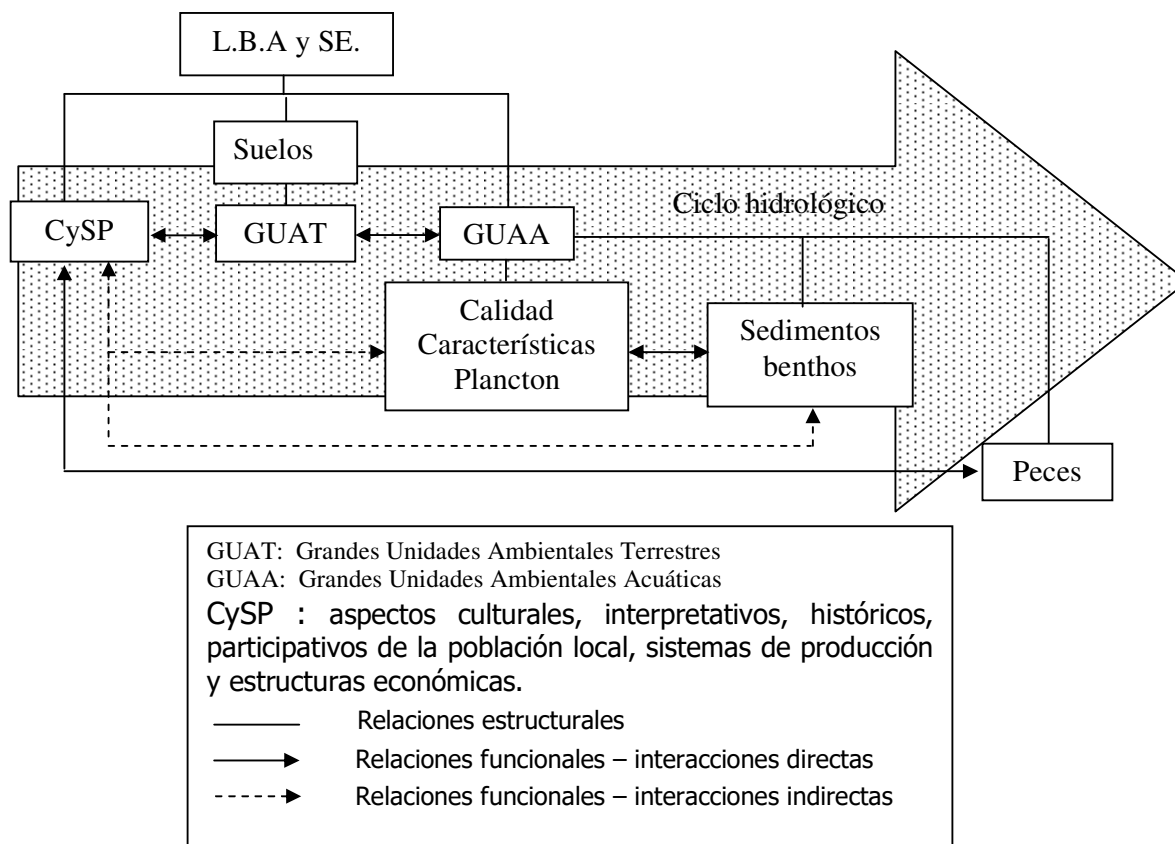 L.B.A y SE.
Suelos
Ciclo hidrológico
CySP
GUAT
GUAA
Calidad
Características
Plancton
Sedimentos
benthos
Peces
GUAT: Grandes Unidades Ambientales Terrestres
GUAA: Grandes Unidades Ambientales Acuáticas
CySP : aspectos culturales, interpretativos, históricos,
participativos de la población local, sistemas de producción
y estructuras económicas.
Relaciones estructurales
Relaciones funcionales – interacciones directas
Relaciones funcionales – interacciones indirectas